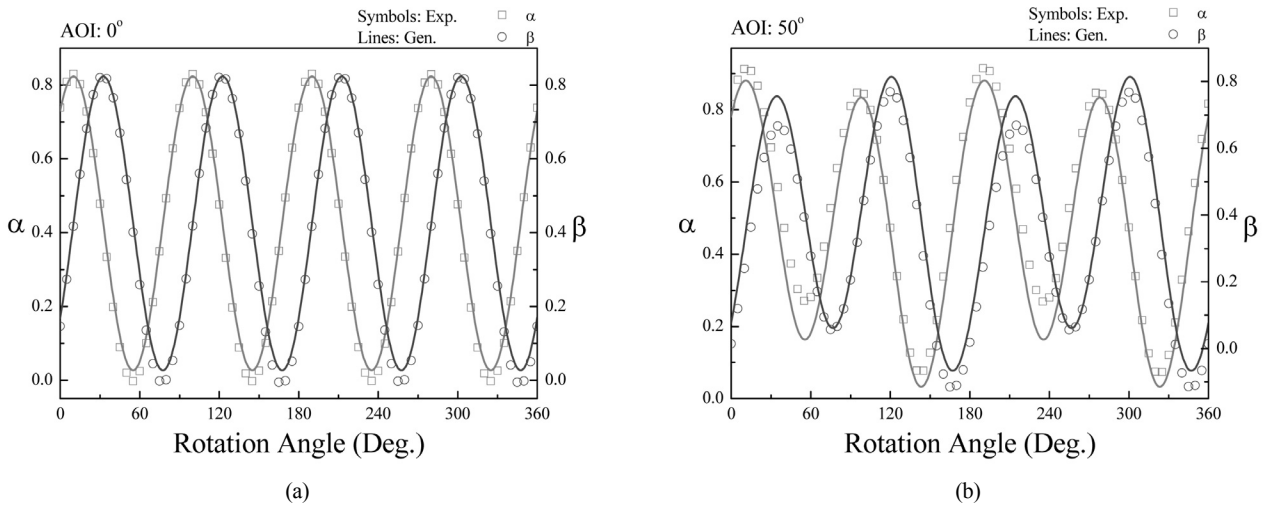 AOI: 0°
Symbols: Exp. α
Lines: Gen. β
0.8
0.6
0.4
0.2
0.0
α
0.8
0.6
0.4
0.2
0.0
β
0 60 120 180 240 300 360
Rotation Angle (Deg.)
(a)
AOI: 50°
Symbols: Exp. α
Lines: Gen. β
0.8
0.6
0.4
0.2
0.0
α
0.8
0.6
0.4
0.2
0.0
β
0 60 120 180 240 300 360
Rotation Angle (Deg.)
(b)